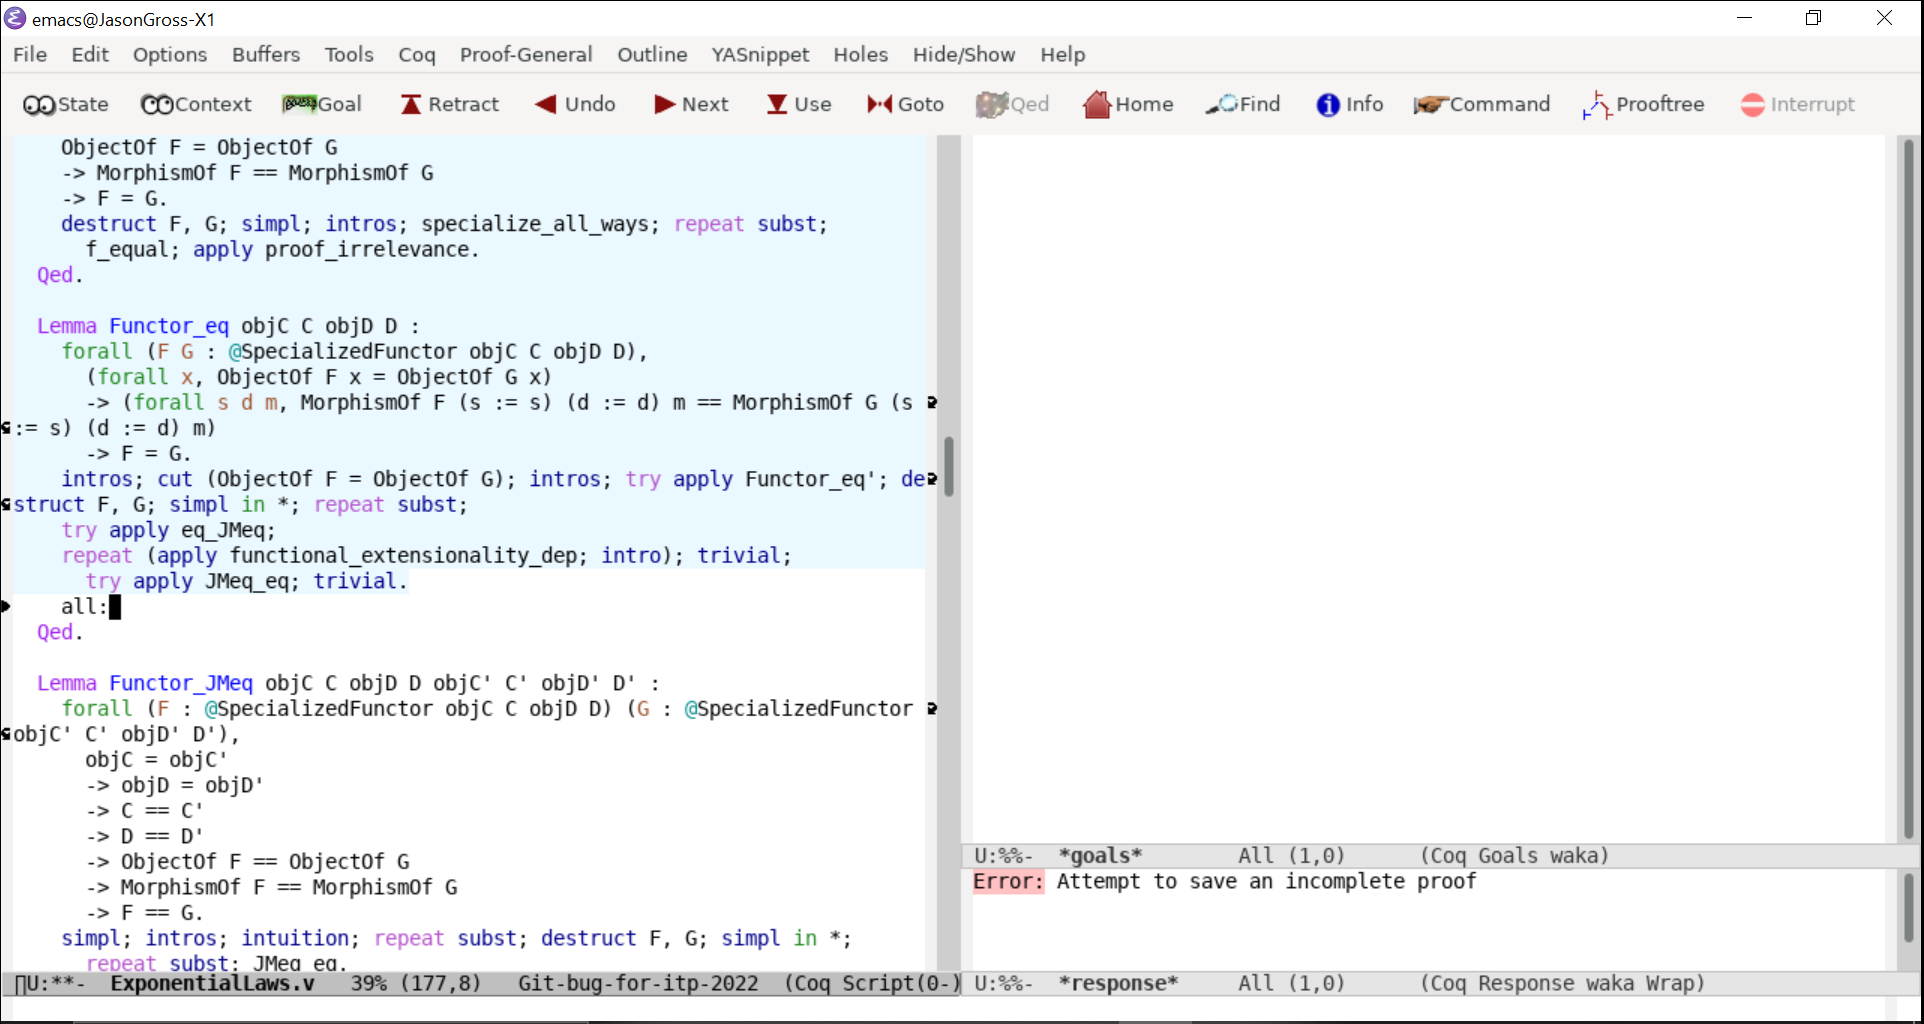 emacs@JasonGross-X1
File Edit Options Buffers Tools Coq Proof-General Outline YASnippet Holes Hide/Show Help
State Context Goal Retract Undo Next Use Goto Qed Home Find Info Command Prooftree Interrupt
ObjectOf F = ObjectOf G
-> MorphismOf F == MorphismOf G
-> F = G.
destruct F, G; simpl; intros; specialize_all_ways; repeat subst;
f_equal; apply proof_irrelevance.
Qed.
Lemma Functor_eq objC C objD D :
forall (F G : @SpecializedFunctor objC C objD D),
(forall x, ObjectOf F x = ObjectOf G x)
-> (forall s d m, MorphismOf F (s := s) (d := d) m == MorphismOf G (s
:= s) (d := d) m)
-> F = G.
intros; cut (ObjectOf F = ObjectOf G); intros; try apply Functor_eq'; de
struct F, G; simpl in *; repeat subst;
try apply eq_JMeq;
repeat (apply functional_extensionality_dep; intro); trivial;
try apply JMeq_eq; trivial.
all:
Qed.
Lemma Functor_JMeq objC C objD D objC' C' objD' D' :
forall (F : @SpecializedFunctor objC C objD D) (G : @SpecializedFunctor
objC' C' objD' D'),
objC = objC'
-> objD = objD'
-> C == C'
-> D == D'
-> ObjectOf F == ObjectOf G
-> MorphismOf F == MorphismOf G
-> F == G.
simpl; intros; intuition; repeat subst; destruct F, G; simpl in *;
repeat subst; JMeq_eq.
U:**- ExponentialLaws.v 39% (177,8) Git-bug-for-itp-2022 (Coq Script(0-)
U:%%- *goals* All (1,0) (Coq Goals waka)
Error: Attempt to save an incomplete proof
U:%%- *response* All (1,0) (Coq Response waka Wrap)